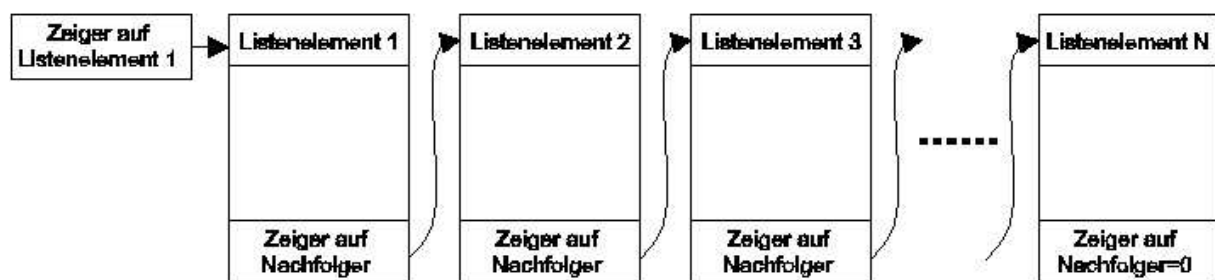 Zeiger auf
Listenelement 1
Listenelement 1
Listenelement 2
Listenelement 3
Listenelement N
Zeiger auf
Nachfolger
Zeiger auf
Nachfolger
Zeiger auf
Nachfolger
Zeiger auf
Nachfolger=0